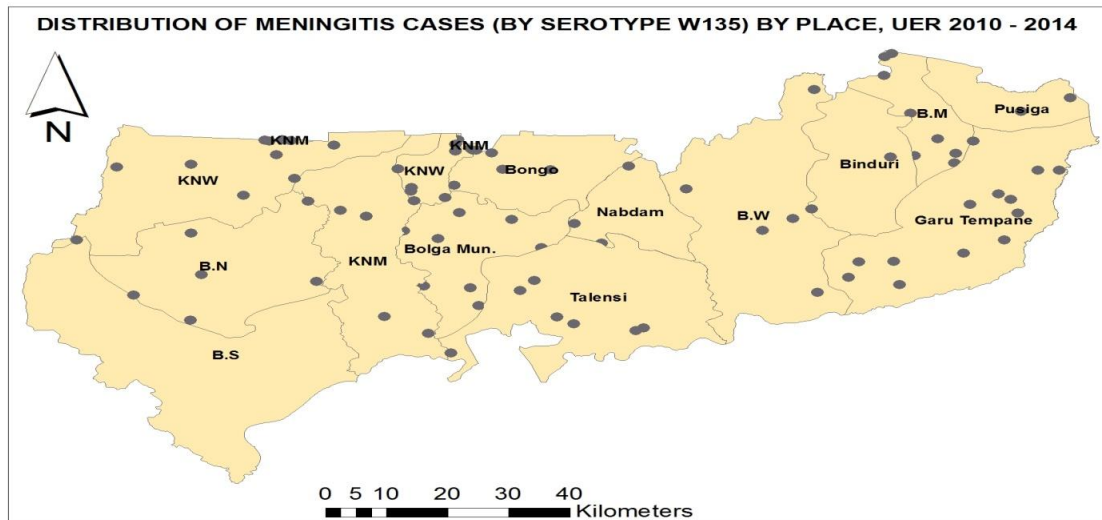 DISTRIBUTION OF MENINGITIS CASES (BY SEROTYPE W135) BY PLACE, UER 2010 - 2014
N
KNM
KNM
B.M
Pusiga
KNW
KNW
Bongo
Binduri
Nabdam
B.W
Garu Tempane
Bolga Mun.
B.N
KNM
Talensi
B.S
0 5 10 20 30 40
Kilometers